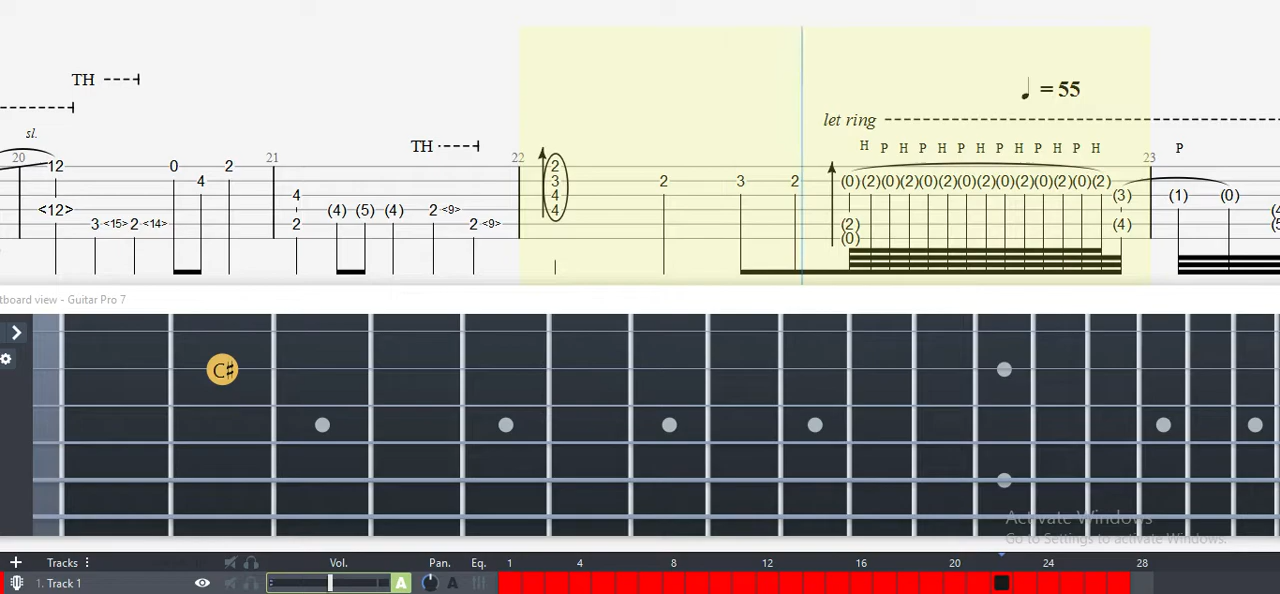 TH
sl.
20
12
<12>
3 <15> 2 <14>
0
4
2
21
4
2
(4) (5) (4) 2 <9>
TH
2 <9>
22
2
3
4
4
2
3 2
♩ = 55
let ring
H P H P H P H P H P H P H
(0) (2) (0) (2) (0) (2) (0) (2) (0) (2) (0) (2) (0) (2)
(2)
(0)
(3)
(4)
23
P
(1) (0)
tboard view - Guitar Pro 7
C♯
Activate Windows
Go to Settings to activate Windows.
Tracks Vol. Pan. Eq. 1 4 8 12 16 20 24 28
1. Track 1 A A